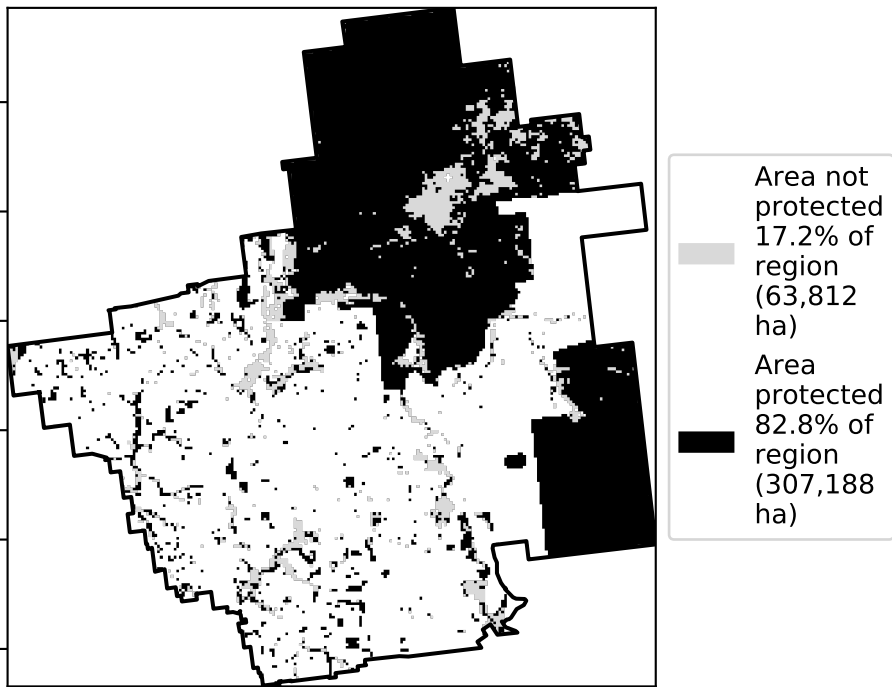 Area not
protected
17.2% of
region
(63,812
ha)
Area
protected
82.8% of
region
(307,188
ha)